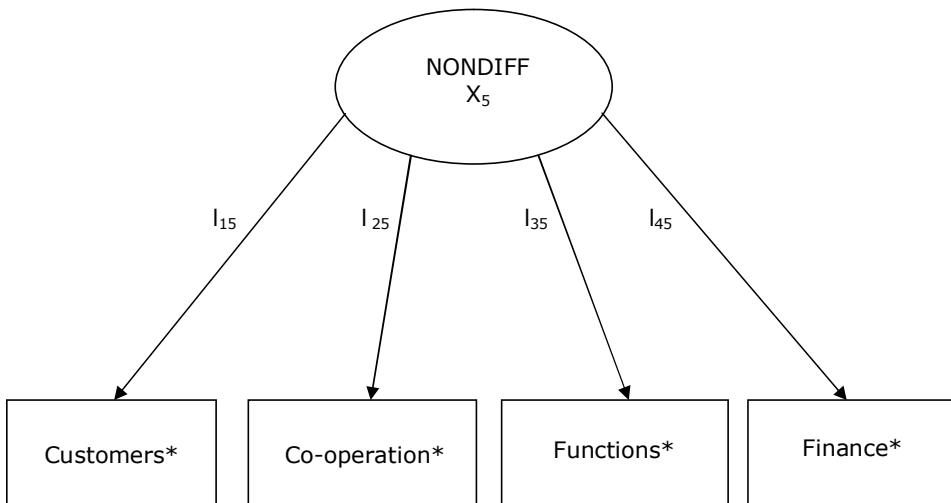 NONDIFF
X₅
l₁₅
l ₂₅
l₃₅
l₄₅
Customers*
Co-operation*
Functions*
Finance*